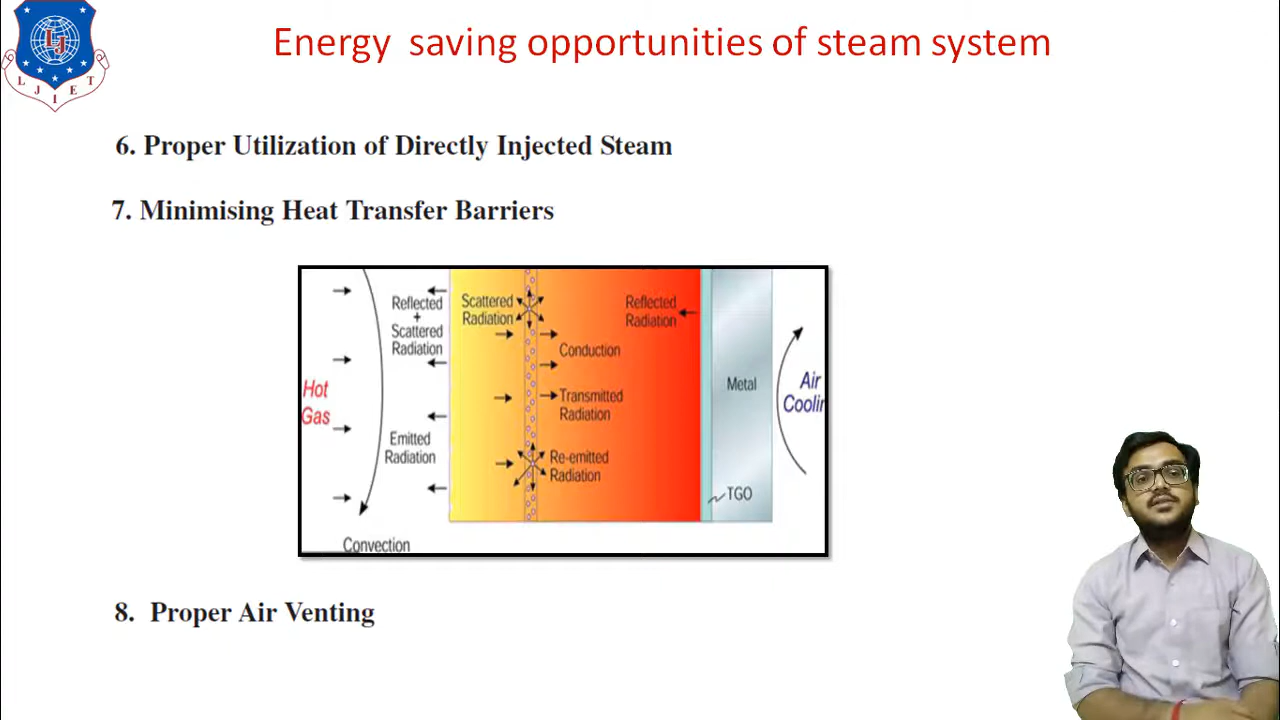 Energy saving opportunities of steam system
L J I E T
LJ
6. Proper Utilization of Directly Injected Steam
7. Minimising Heat Transfer Barriers
Hot
Gas
Convection
Reflected
+
Scattered
Radiation
Emitted
Radiation
Scattered
Radiation
Conduction
Transmitted
Radiation
Re-emitted
Radiation
Reflected
Radiation
Metal
TGO
Air
Coolin
8. Proper Air Venting